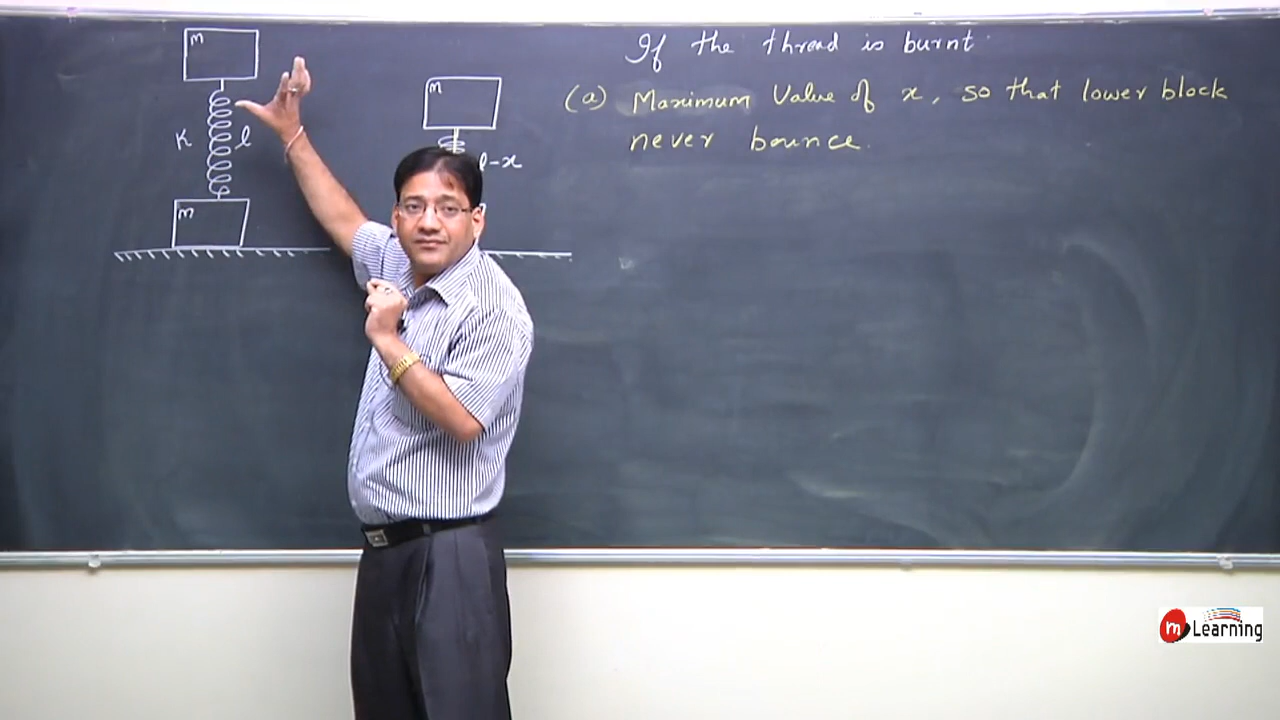 m
K
l
m
m
l-x
If the thread is burnt
(a) Maximum Value of x, so that lower block
never bounce.
m Learning